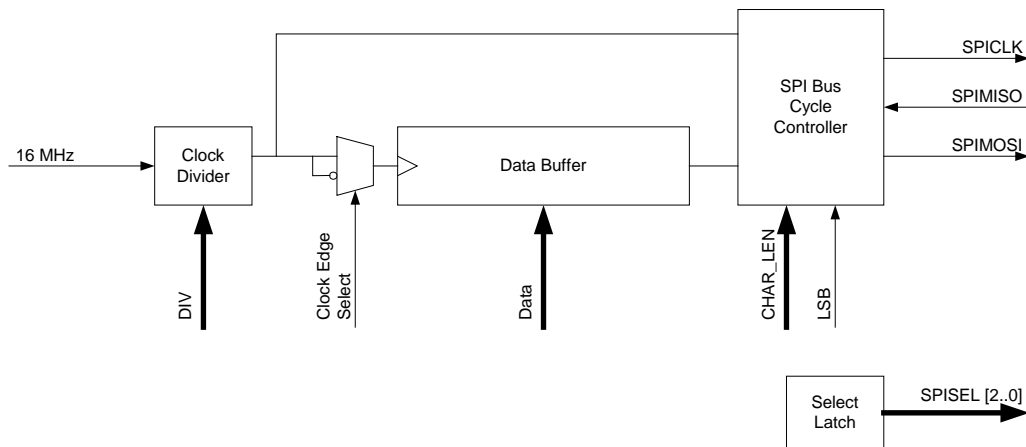 SPICLK
SPI Bus
Cycle
Controller
SPIMISO
16 MHz
Clock
Divider
Data Buffer
SPIMOSI
DIV
Clock Edge
Select
Data
CHAR_LEN
LSB
Select
Latch
SPISEL [2..0]